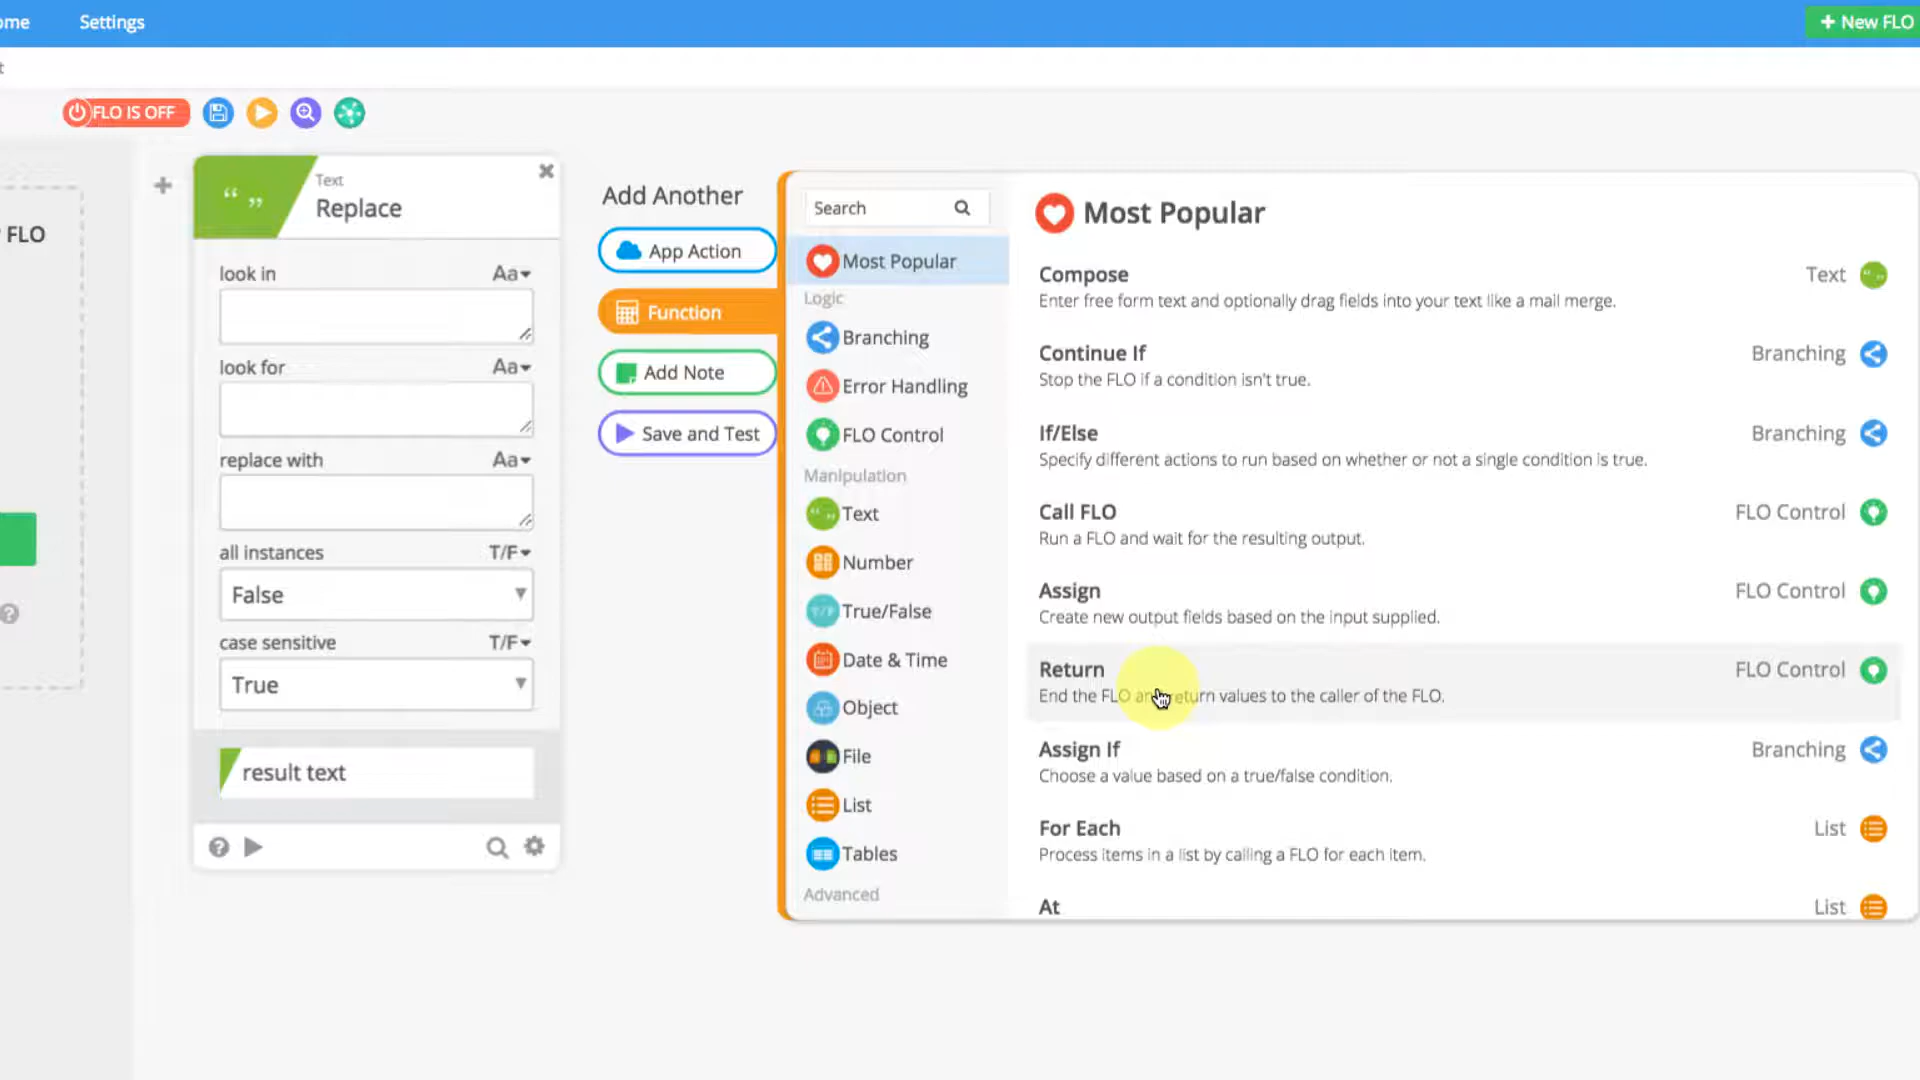 ome
Settings
+ New FLO
t
FLO IS OFF
FLO
Text
Replace
look in
Aa
look for
Aa
replace with
Aa
all instances
T/F
False
case sensitive
T/F
True
result text
Add Another
App Action
Function
Add Note
Save and Test
Search
Most Popular
Logic
Branching
Error Handling
FLO Control
Manipulation
Text
Number
T/F
True/False
Date & Time
Object
File
List
Tables
Advanced
Most Popular
Compose
Text
Enter free form text and optionally drag fields into your text like a mail merge.
Continue If
Branching
Stop the FLO if a condition isn't true.
If/Else
Branching
Specify different actions to run based on whether or not a single condition is true.
Call FLO
FLO Control
Run a FLO and wait for the resulting output.
Assign
FLO Control
Create new output fields based on the input supplied.
Return
FLO Control
End the FLO and return values to the caller of the FLO.
Assign If
Branching
Choose a value based on a true/false condition.
For Each
List
Process items in a list by calling a FLO for each item.
At
List